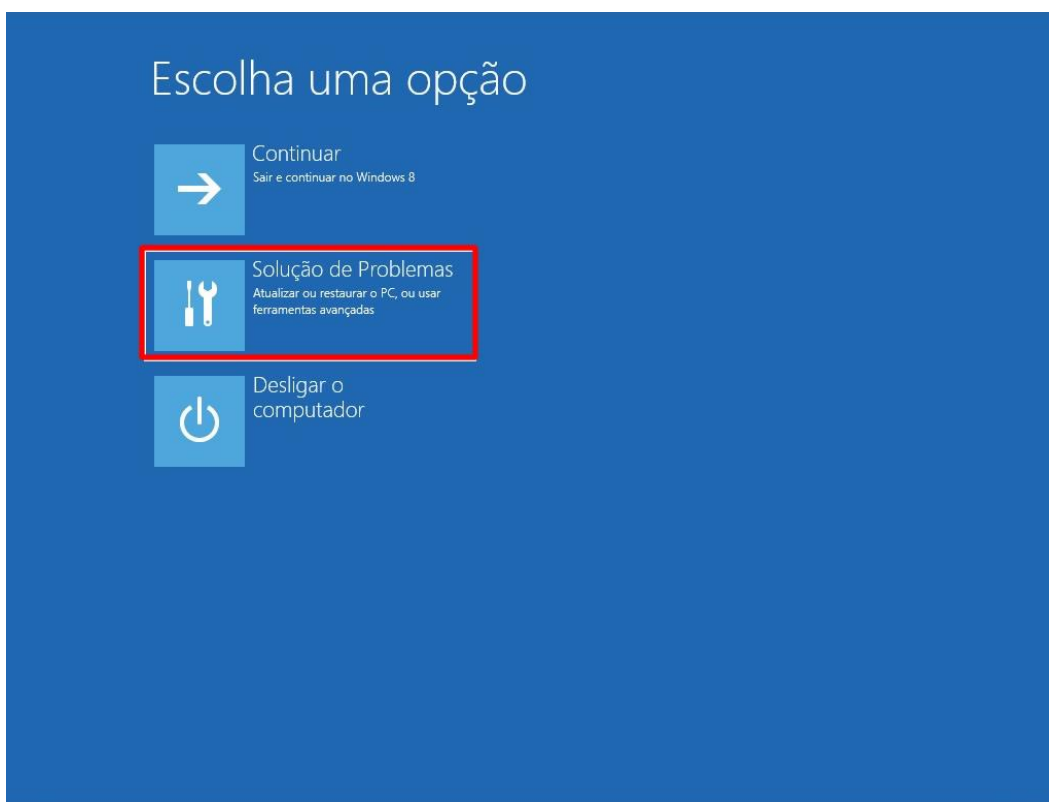 Escolha uma opção
Continuar
Sair e continuar no Windows 8
Solução de Problemas
Atualizar ou restaurar o PC, ou usar
ferramentas avançadas
Desligar o
computador